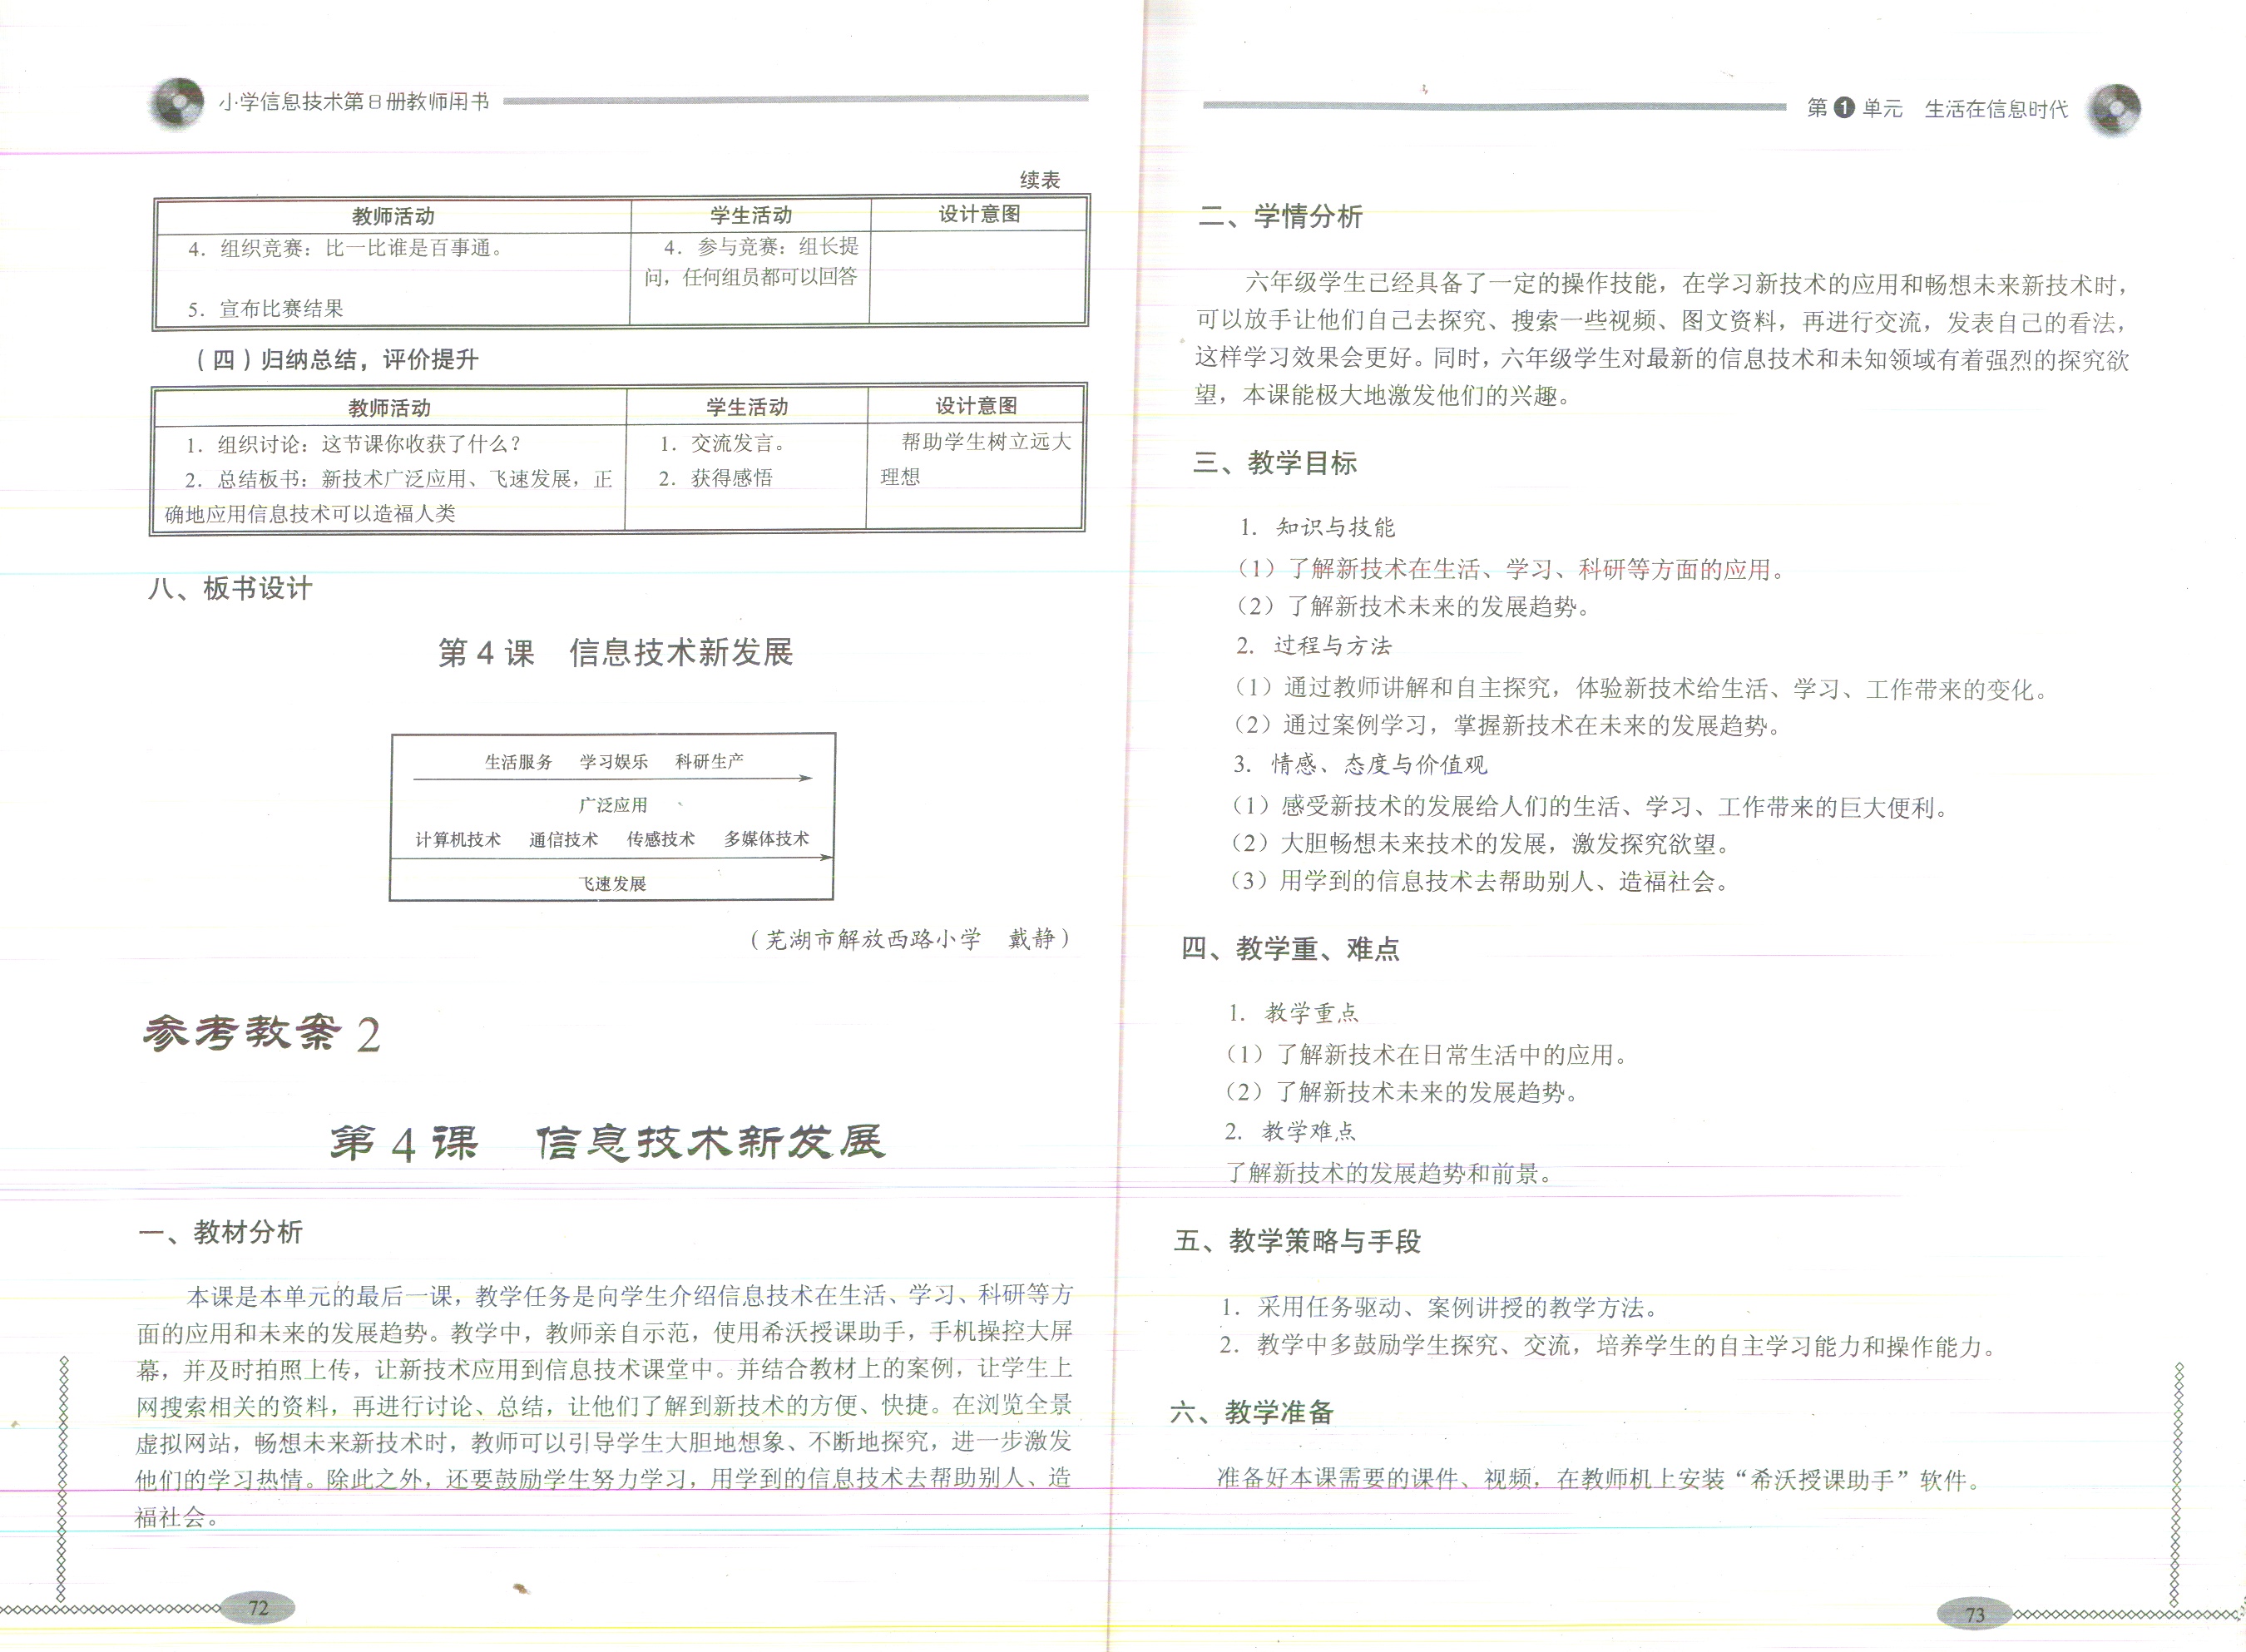 小学信息技术第8册教师用书
续表
教师活动 学生活动 设计意图
4. 组织竞赛：比一比谁是百事通。
5. 宣布比赛结果
4. 参与竞赛：组长提
问，任何组员都可以回答
（四）归纳总结，评价提升
教师活动 学生活动 设计意图
1. 组织讨论：这节课你收获了什么？
2. 总结板书：新技术广泛应用、飞速发展，正
确地应用信息技术可以造福人类
1. 交流发言。
2. 获得感悟
帮助学生树立远大
理想
八、板书设计
第 4 课 信息技术新发展
生活服务 学习娱乐 科研生产
广泛应用
计算机技术 通信技术 传感技术 多媒体技术
飞速发展
（芜湖市解放西路小学 戴静）
参考教案 2
第 4 课 信息技术新发展
一、教材分析
本课是本单元的最后一课，教学任务是向学生介绍信息技术在生活、学习、科研等方
面的应用和未来的发展趋势。教学中，教师亲自示范，使用希沃授课助手，手机操控大屏
幕，并及时拍照上传，让新技术应用到信息技术课堂中。并结合教材上的案例，让学生上
网搜索相关的资料，再进行讨论、总结，让他们了解到新技术的方便、快捷。在浏览全景
虚拟网站，畅想未来新技术时，教师可以引导学生大胆地想象、不断地探究，进一步激发
他们的学习热情。除此之外，还要鼓励学生努力学习，用学到的信息技术去帮助别人、造
福社会。
72
第 1 单元 生活在信息时代
二、学情分析
六年级学生已经具备了一定的操作技能，在学习新技术的应用和畅想未来新技术时，
可以放手让他们自己去探究、搜索一些视频、图文资料，再进行交流，发表自己的看法，
这样学习效果会更好。同时，六年级学生对最新的信息技术和未知领域有着强烈的探究欲
望，本课能极大地激发他们的兴趣。
三、教学目标
1. 知识与技能
（1）了解新技术在生活、学习、科研等方面的应用。
（2）了解新技术未来的发展趋势。
2. 过程与方法
（1）通过教师讲解和自主探究，体验新技术给生活、学习、工作带来的变化。
（2）通过案例学习，掌握新技术在未来的发展趋势。
3. 情感、态度与价值观
（1）感受新技术的发展给人们的生活、学习、工作带来的巨大便利。
（2）大胆畅想未来技术的发展，激发探究欲望。
（3）用学到的信息技术去帮助别人、造福社会。
四、教学重、难点
1. 教学重点
（1）了解新技术在日常生活中的应用。
（2）了解新技术未来的发展趋势。
2. 教学难点
了解新技术的发展趋势和前景。
五、教学策略与手段
1. 采用任务驱动、案例讲授的教学方法。
2. 教学中多鼓励学生探究、交流，培养学生的自主学习能力和操作能力。
六、教学准备
准备好本课需要的课件、视频，在教师机上安装“希沃授课助手”软件。
73